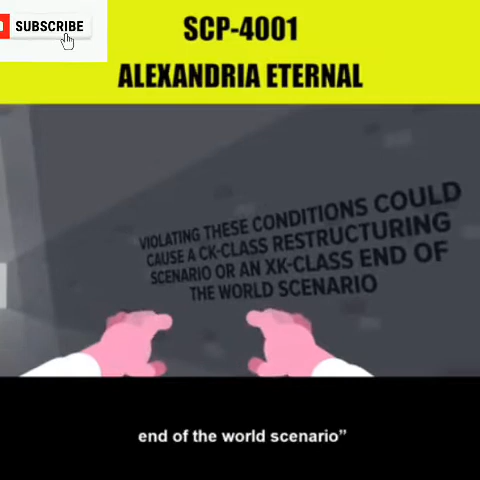 SUBSCRIBE
SCP-4001
ALEXANDRIA ETERNAL
VIOLATING THESE CONDITIONS COULD
CAUSE A CK-CLASS RESTRUCTURING
SCENARIO OR AN XK-CLASS END OF
THE WORLD SCENARIO
end of the world scenario”